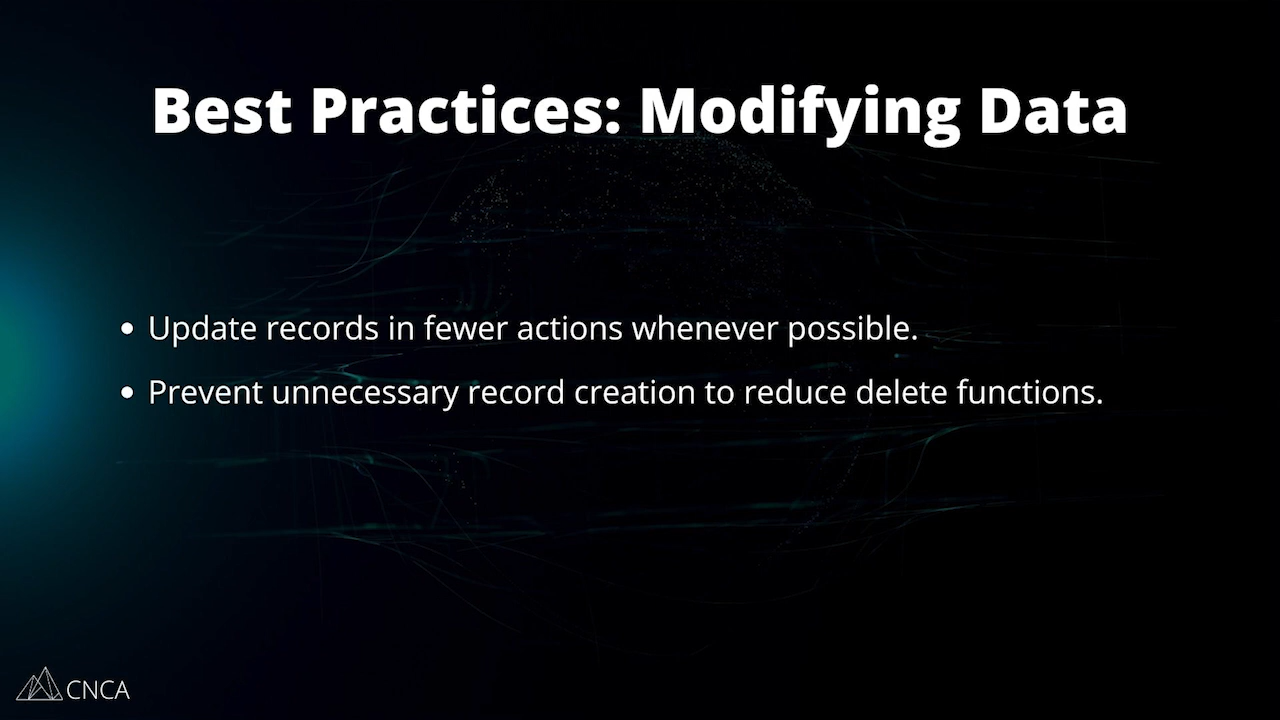 Best Practices: Modifying Data
• Update records in fewer actions whenever possible.
• Prevent unnecessary record creation to reduce delete functions.
CNCA